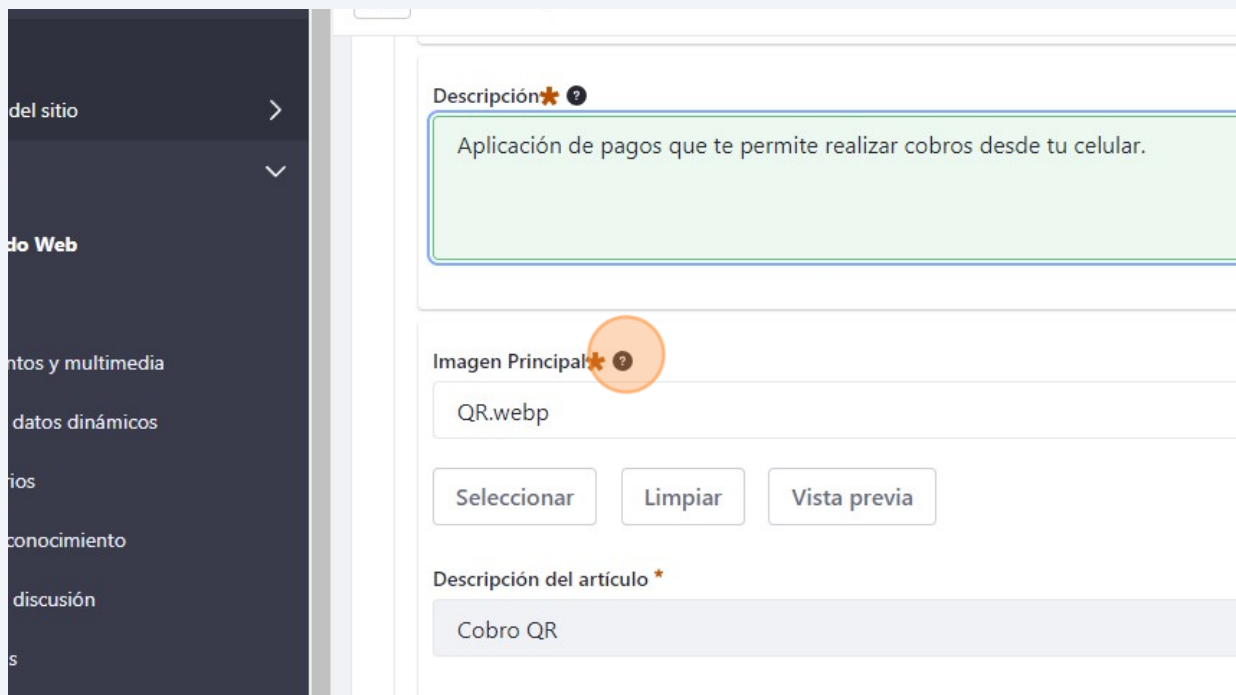 del sitio
do Web
ntos y multimedia
datos dinámicos
rios
conocimiento
discusión
s
Descripción* ?
Aplicación de pagos que te permite realizar cobros desde tu celular.
Imagen Principal* ?
QR.webp
Seleccionar Limpiar Vista previa
Descripción del artículo *
Cobro QR